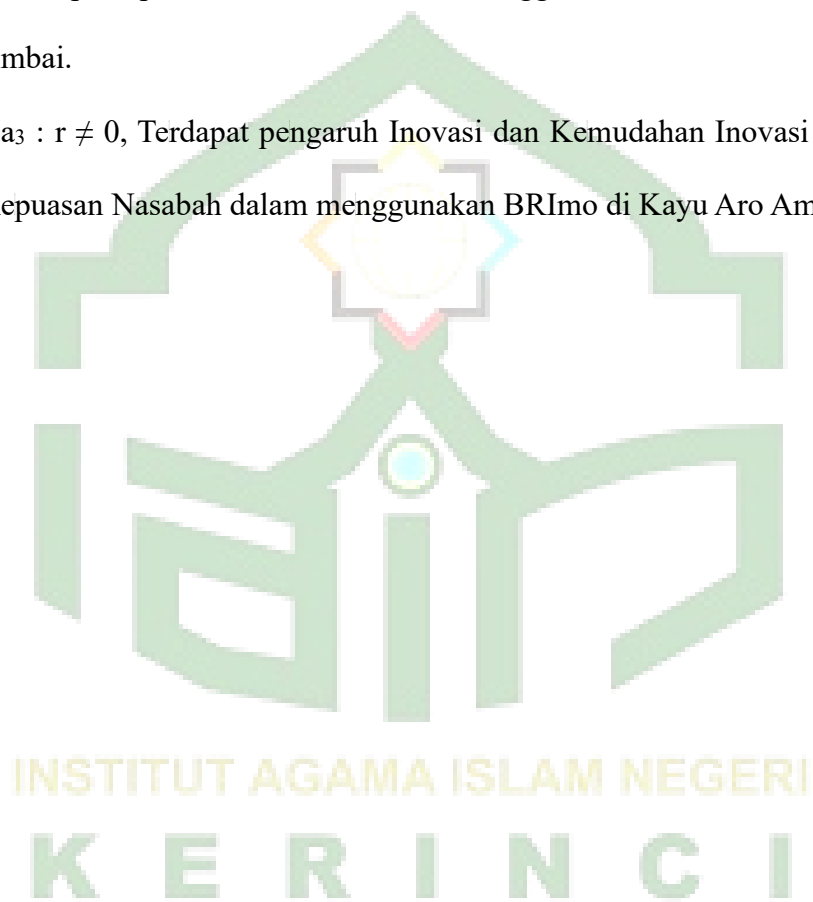 mbai.
a₃ : r ≠ 0, Terdapat pengaruh Inovasi dan Kemudahan Inovasi
epuasan Nasabah dalam menggunakan BRImo di Kayu Aro Am
INSTITUT AGAMA ISLAM NEGERI
K E R I N C I